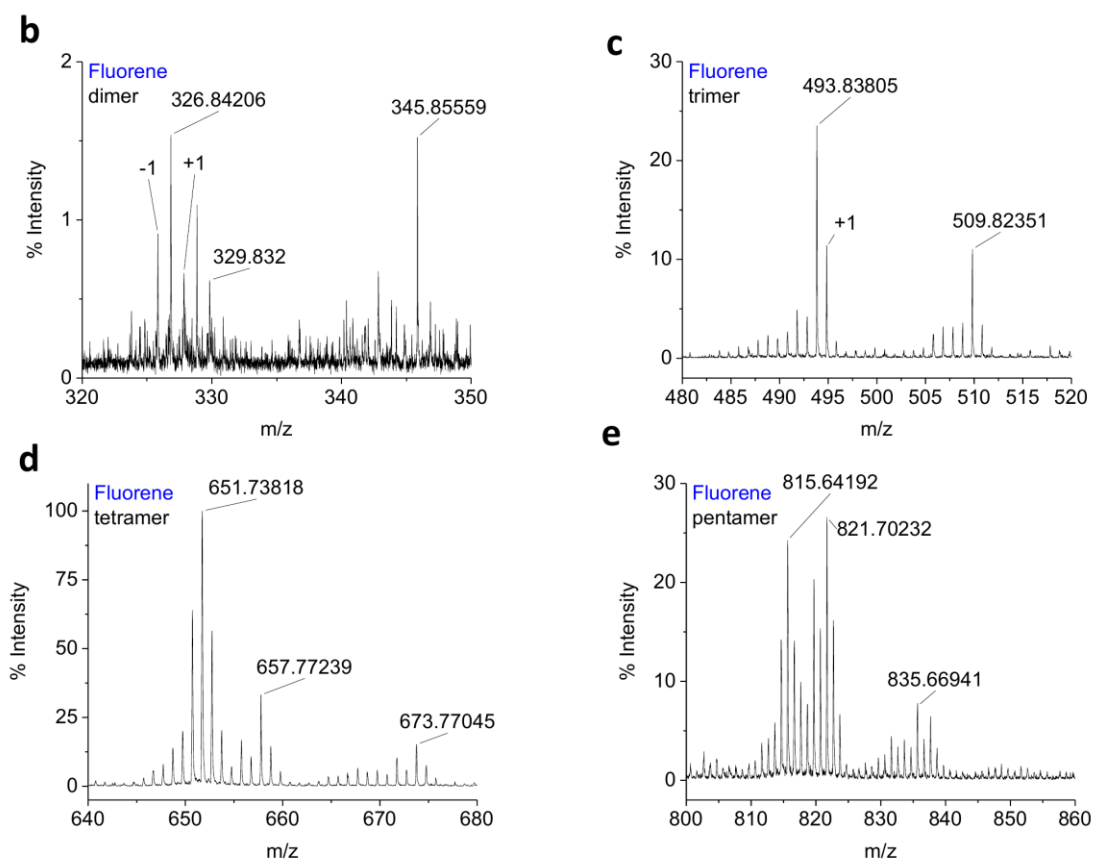 b
Fluorene
dimer
326.84206
345.85559
-1
+1
329.832
% Intensity
0
1
2
320
330
340
350
m/z
c
Fluorene
trimer
493.83805
+1
509.82351
% Intensity
0
10
20
30
480 485 490 495 500 505 510 515 520
m/z
d
Fluorene
tetramer
651.73818
657.77239
673.77045
% Intensity
0
25
50
75
100
640
650
660
670
680
m/z
e
Fluorene
pentamer
815.64192
821.70232
835.66941
% Intensity
0
10
20
30
800 810 820 830 840 850 860
m/z